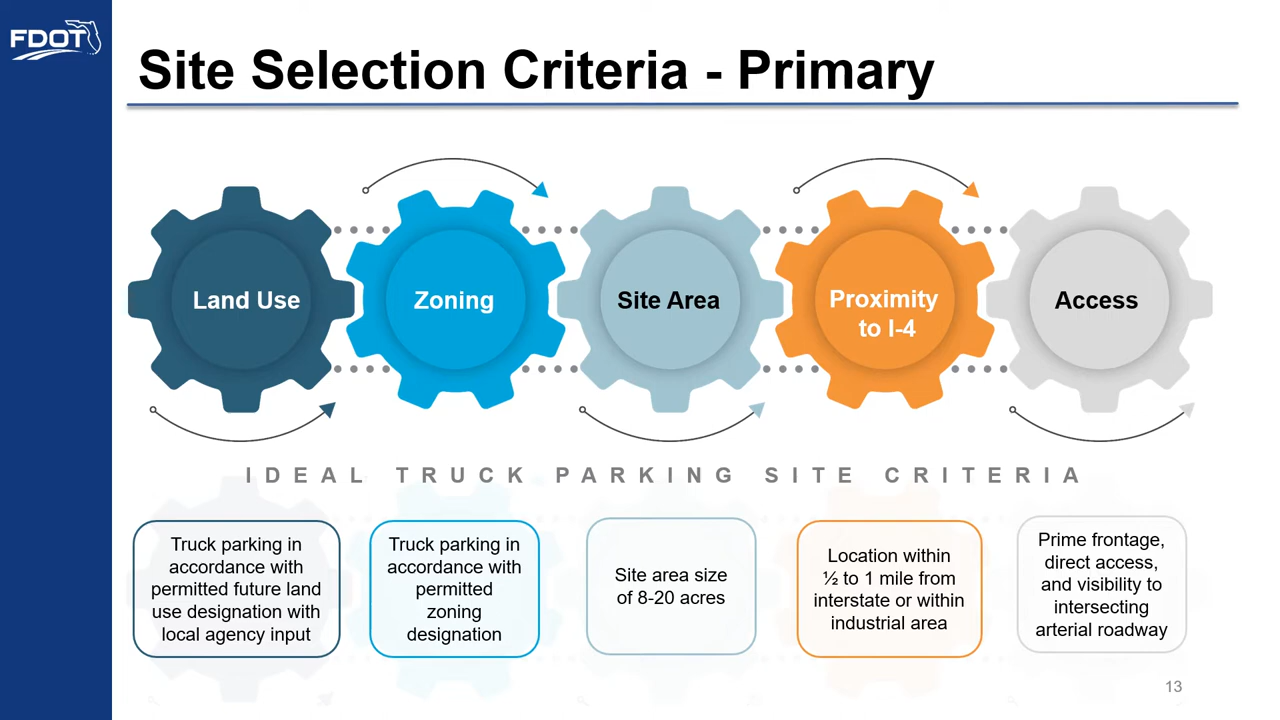 FDOT
Site Selection Criteria - Primary
Land Use
Zoning
Site Area
Proximity
to I-4
Access
IDEAL TRUCK PARKING SITE CRITERIA
Truck parking in
accordance with
permitted future land
use designation with
local agency input
Truck parking in
accordance with
permitted
zoning
designation
Site area size
of 8-20 acres
Location within
½ to 1 mile from
interstate or within
industrial area
Prime frontage,
direct access,
and visibility to
intersecting
arterial roadway
13